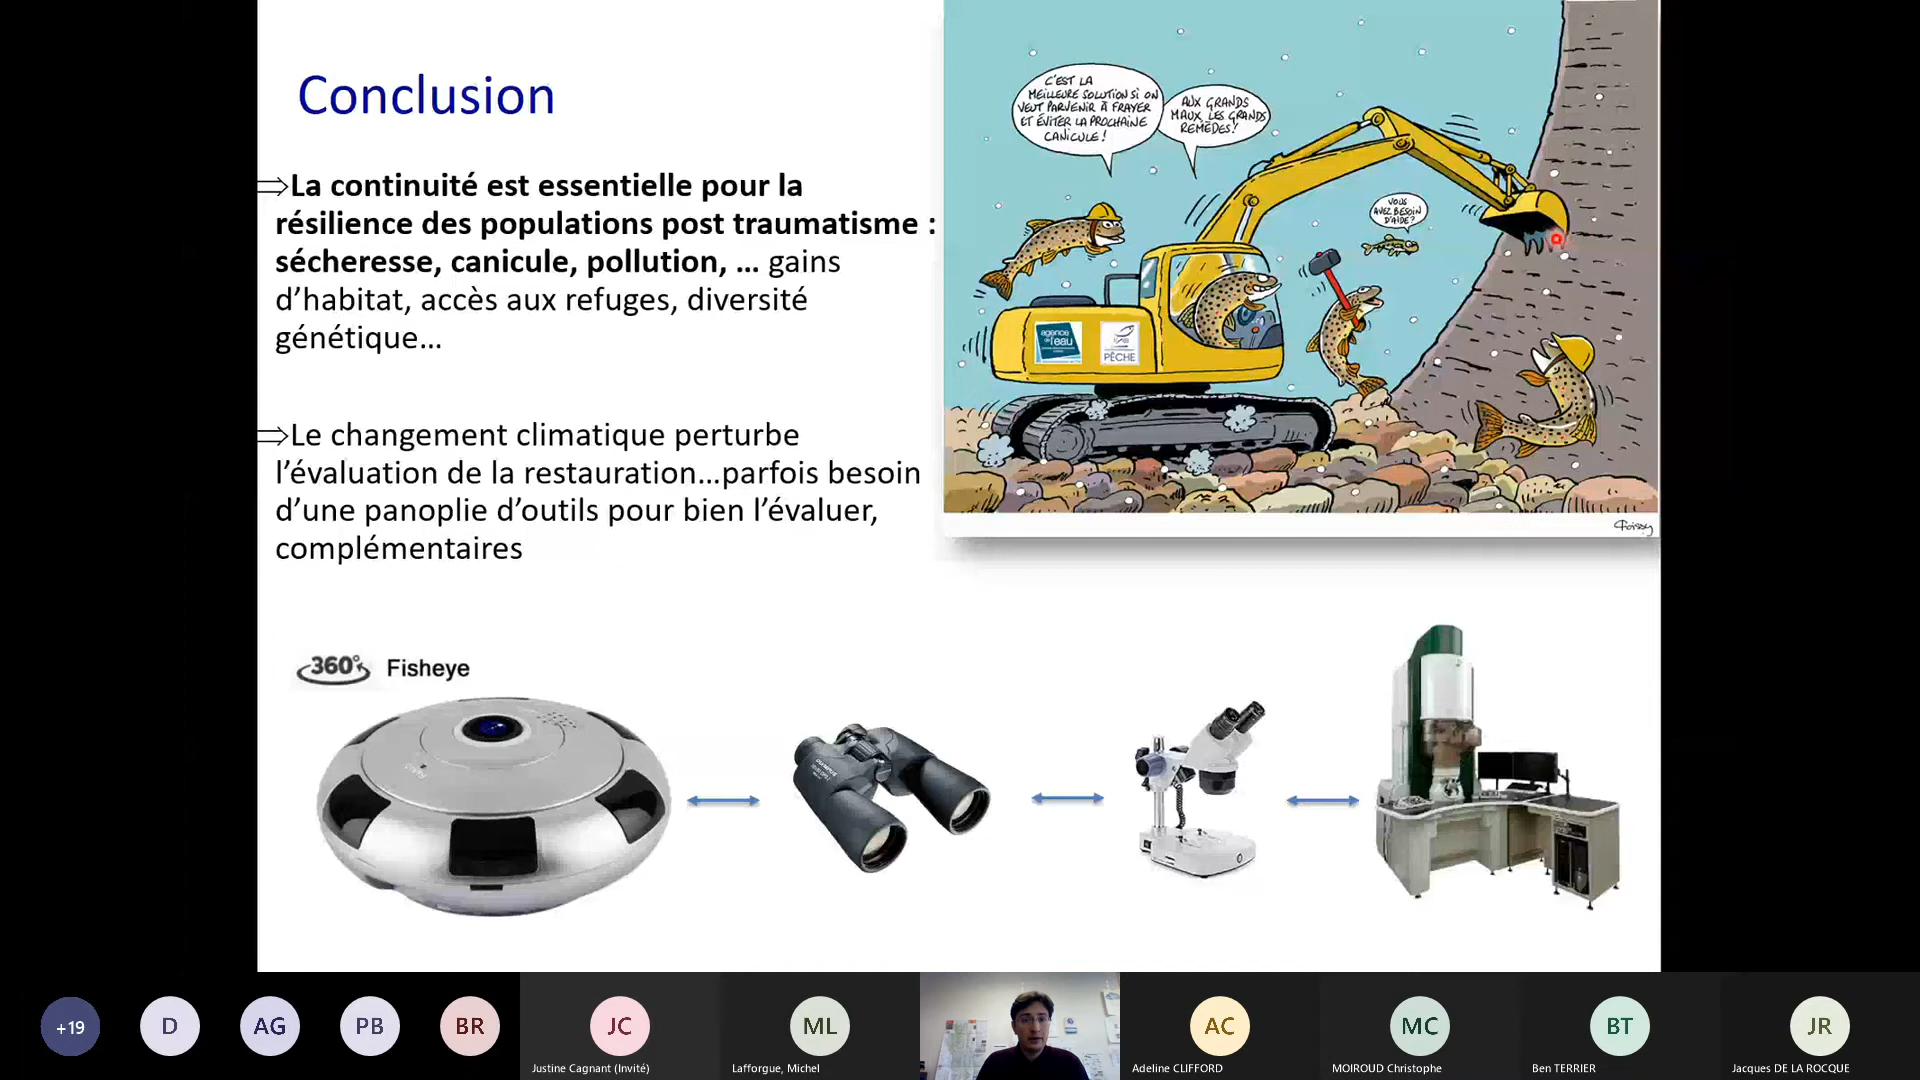 Conclusion
⇒La continuité est essentielle pour la
résilience des populations post traumatisme :
sécheresse, canicule, pollution, … gains
d’habitat, accès aux refuges, diversité
génétique…
⇒Le changement climatique perturbe
l’évaluation de la restauration…parfois besoin
d’une panoplie d’outils pour bien l’évaluer,
complémentaires
C'EST LA
MEILLEURE SOLUTION SI ON
VEUT PARVENIR À FRAYER
ET ÉVITER LA PROCHAINE
CANICULE !
AUX GRANDS
MAUX, LES GRANDS
REMÈDES!
VOUS
AVEZ BESOIN
D'AIDE?
agence
de l'eau
PÊCHE
360° Fisheye
OLYMPUS
+19
D
AG
PB
BR
JC
ML
AC
MC
BT
JR
Justine Cagnant (Invité)
Lafforgue, Michel
Adeline CLIFFORD
MOIROUD Christophe
Ben TERRIER
Jacques DE LA ROCQUE